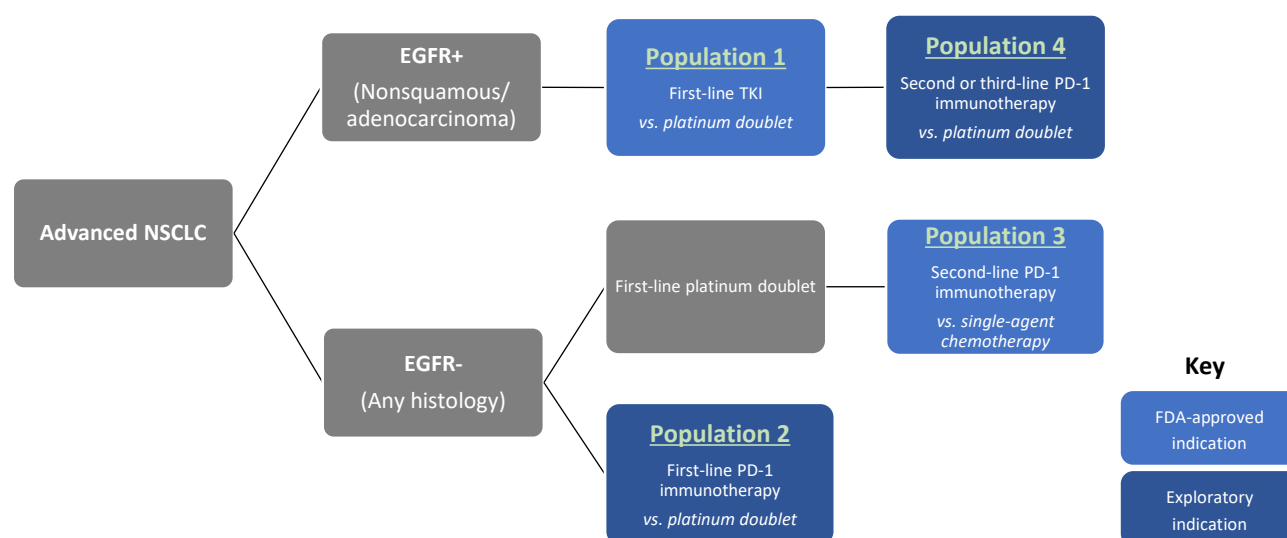 EGFR+
(Nonsquamous/
adenocarcinoma)
Population 1
First-line TKI
vs. platinum doublet
Population 4
Second or third-line PD-1
immunotherapy
vs. platinum doublet
Advanced NSCLC
First-line platinum doublet
Population 3
Second-line PD-1
immunotherapy
vs. single-agent
chemotherapy
EGFR-
(Any histology)
Population 2
First-line PD-1
immunotherapy
vs. platinum doublet
Key
FDA-approved
indication
Exploratory
indication